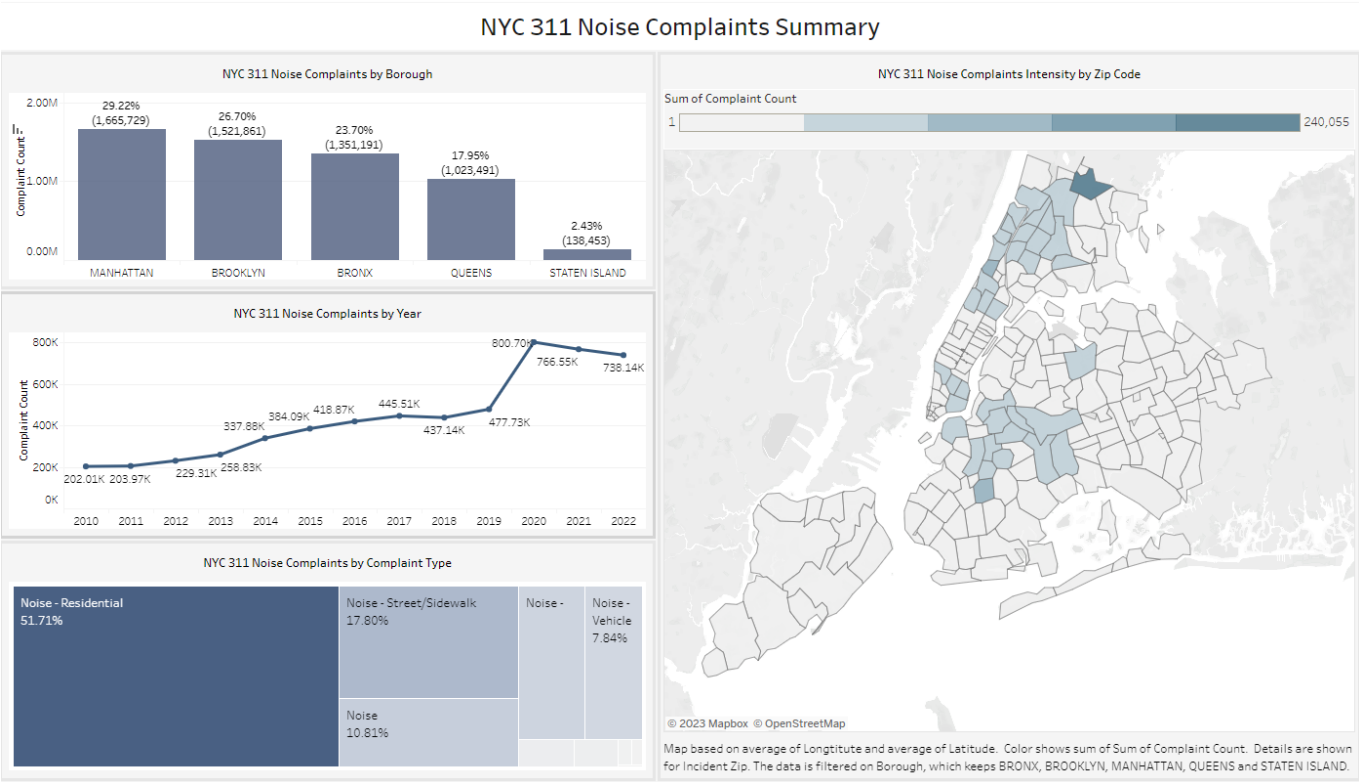 NYC 311 Noise Complaints Summary
NYC 311 Noise Complaints by Borough
Complaint Count
2.00M
1.00M
0.00M
29.22%
(1,665,729)
26.70%
(1,521,861)
23.70%
(1,351,191)
17.95%
(1,023,491)
2.43%
(138,453)
MANHATTAN
BROOKLYN
BRONX
QUEENS
STATEN ISLAND
NYC 311 Noise Complaints by Year
Complaint Count
800K
600K
400K
200K
0K
202.01K
203.97K
229.31K
258.83K
337.88K
384.09K
418.87K
445.51K
437.14K
477.73K
800.70K
766.55K
738.14K
2010
2011
2012
2013
2014
2015
2016
2017
2018
2019
2020
2021
2022
NYC 311 Noise Complaints by Complaint Type
Noise - Residential
51.71%
Noise - Street/Sidewalk
17.80%
Noise
10.81%
Noise -
Noise -
Vehicle
7.84%
NYC 311 Noise Complaints Intensity by Zip Code
Sum of Complaint Count
1
240,055
© 2023 Mapbox © OpenStreetMap
Map based on average of Longtitute and average of Latitude. Color shows sum of Sum of Complaint Count. Details are shown
for Incident Zip. The data is filtered on Borough, which keeps BRONX, BROOKLYN, MANHATTAN, QUEENS and STATEN ISLAND.